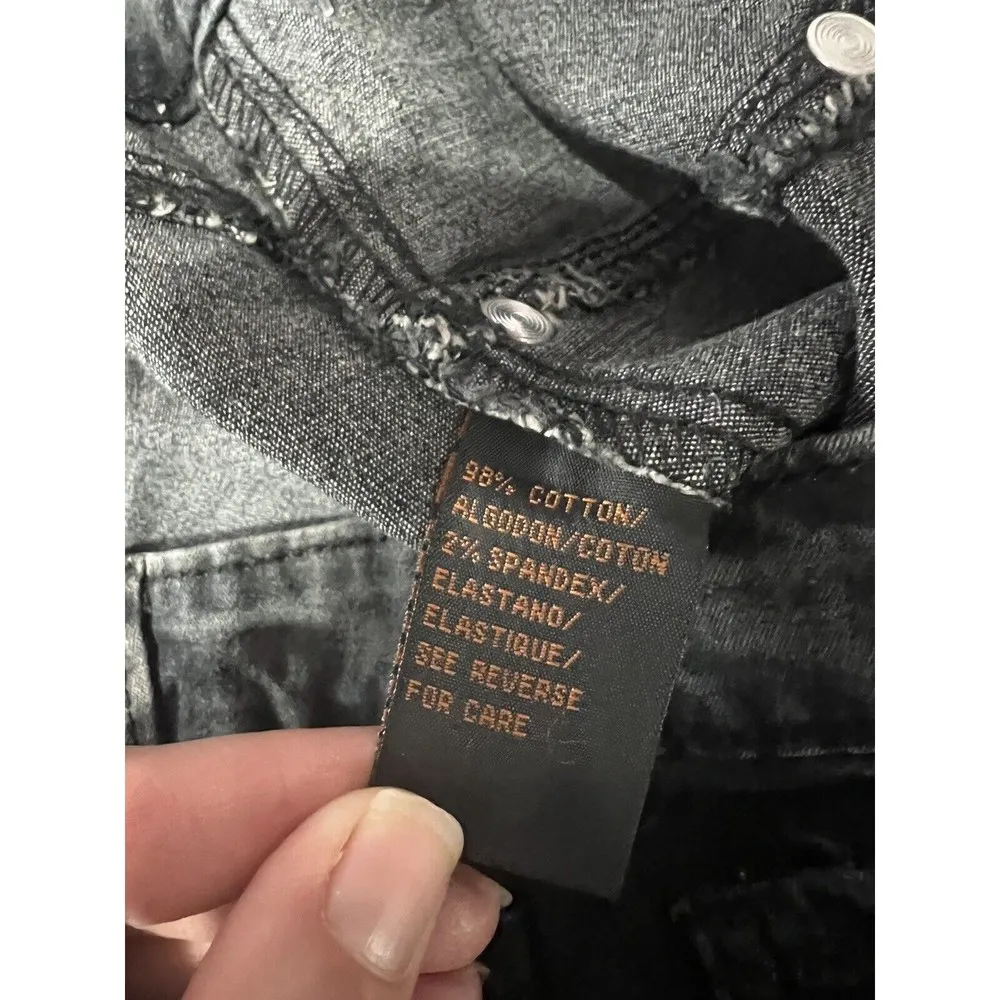 98% COTTON/
ALGODON/COTON
2% SPANDEX/
ELASTANO/
ELASTIQUE/
SEE REVERSE
FOR CARE